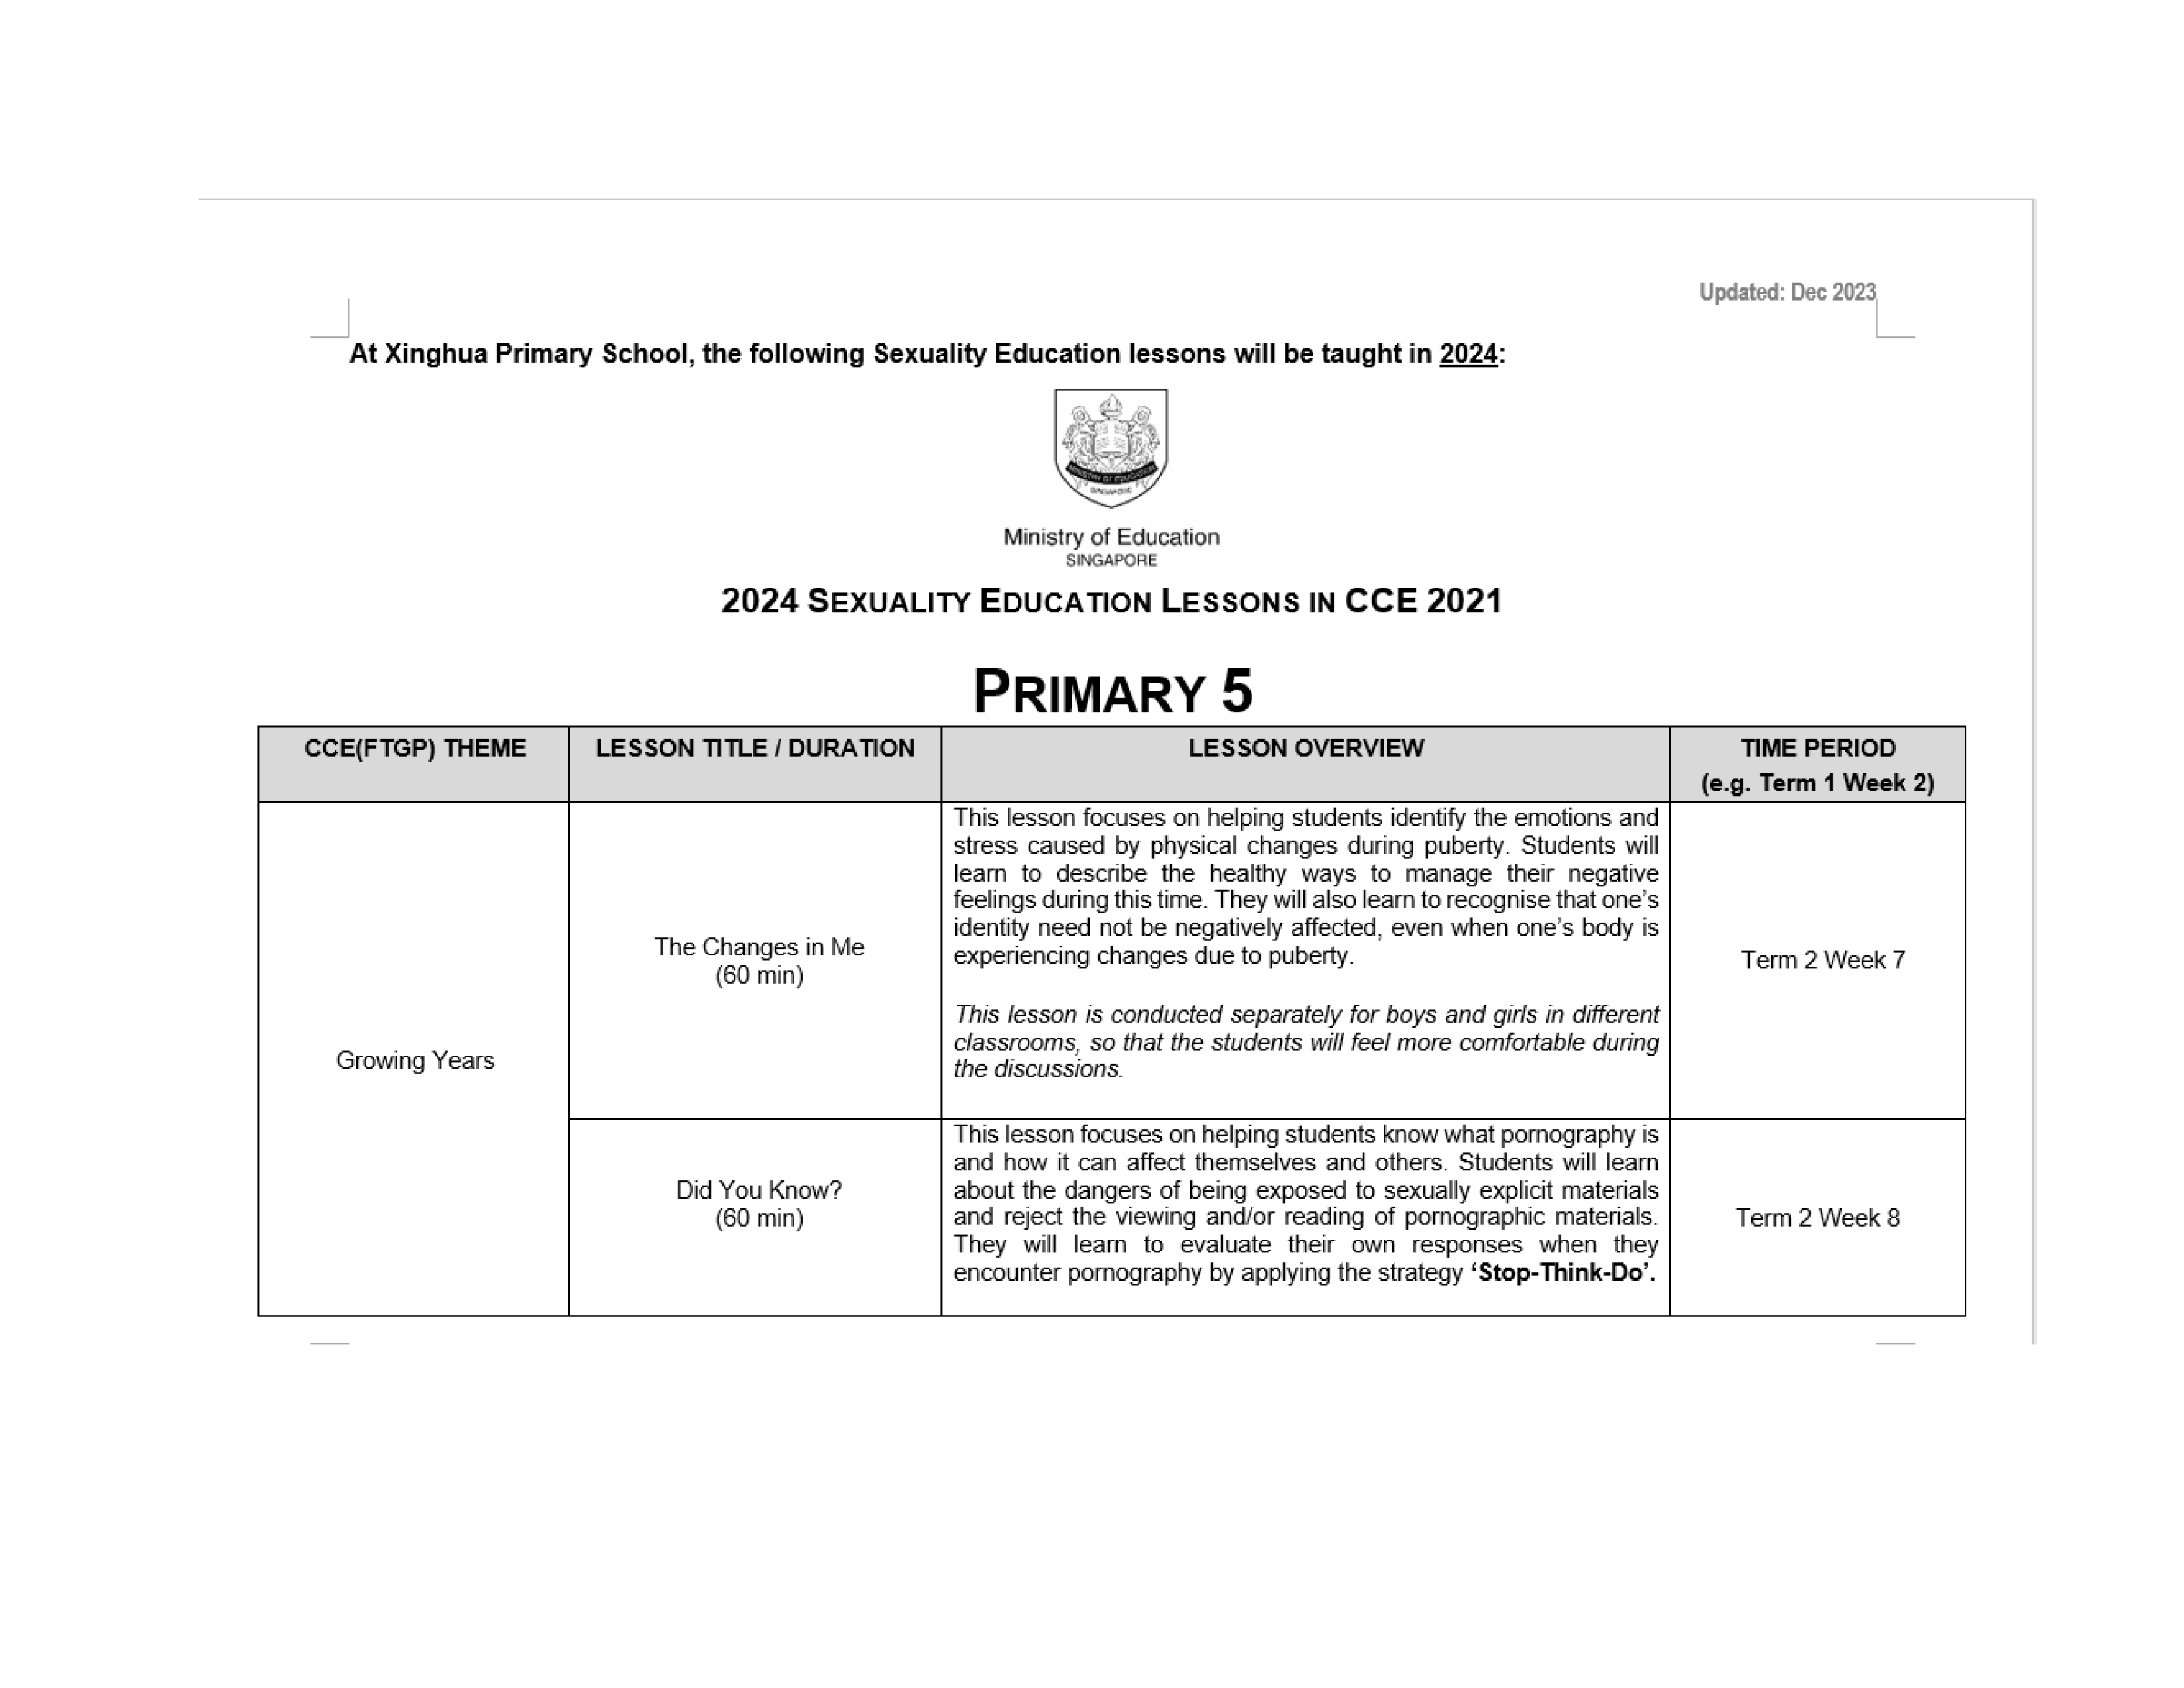 Updated: Dec 2023
At Xinghua Primary School, the following Sexuality Education lessons will be taught in 2024:
MINISTRY OF EDUCATION
SINGAPORE
Ministry of Education
SINGAPORE
2024 SEXUALITY EDUCATION LESSONS IN CCE 2021
PRIMARY 5
CCE(FTGP) THEME
LESSON TITLE / DURATION
LESSON OVERVIEW
TIME PERIOD
(e.g. Term 1 Week 2)
Growing Years
The Changes in Me
(60 min)
This lesson focuses on helping students identify the emotions and
stress caused by physical changes during puberty. Students will
learn to describe the healthy ways to manage their negative
feelings during this time. They will also learn to recognise that one’s
identity need not be negatively affected, even when one’s body is
experiencing changes due to puberty.
This lesson is conducted separately for boys and girls in different
classrooms, so that the students will feel more comfortable during
the discussions.
Term 2 Week 7
Did You Know?
(60 min)
This lesson focuses on helping students know what pornography is
and how it can affect themselves and others. Students will learn
about the dangers of being exposed to sexually explicit materials
and reject the viewing and/or reading of pornographic materials.
They will learn to evaluate their own responses when they
encounter pornography by applying the strategy ‘Stop-Think-Do’.
Term 2 Week 8